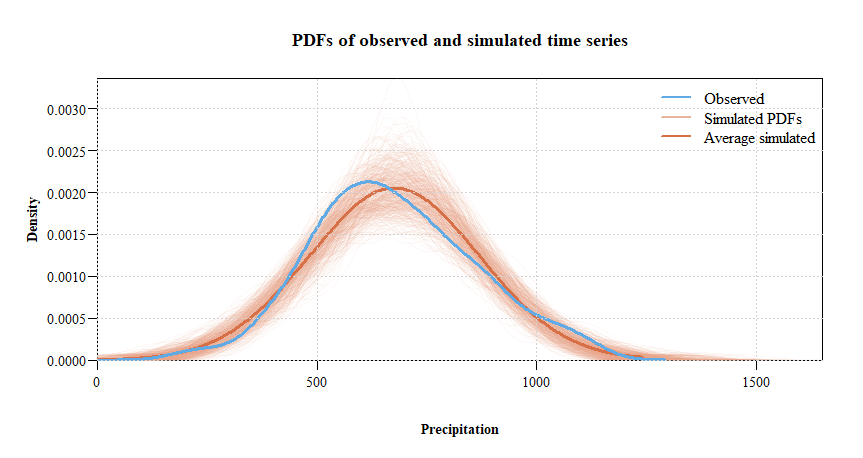 PDFs of observed and simulated time series
Observed
Simulated PDFs
Average simulated
0.0030
0.0025
0.0020
0.0015
0.0010
0.0005
0.0000
Density
0
500
1000
1500
Precipitation